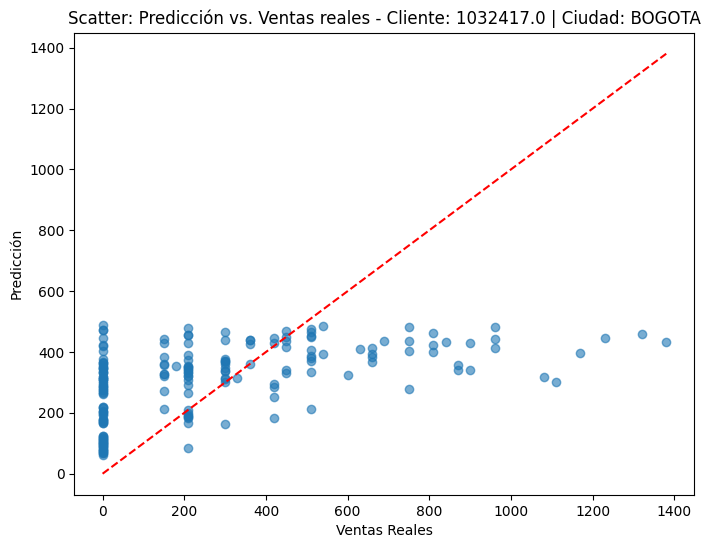 Scatter: Predicción vs. Ventas reales - Cliente: 1032417.0 | Ciudad: BOGOTA
1400
1200
1000
800
600
400
200
0
Predicción
0 200 400 600 800 1000 1200 1400
Ventas Reales